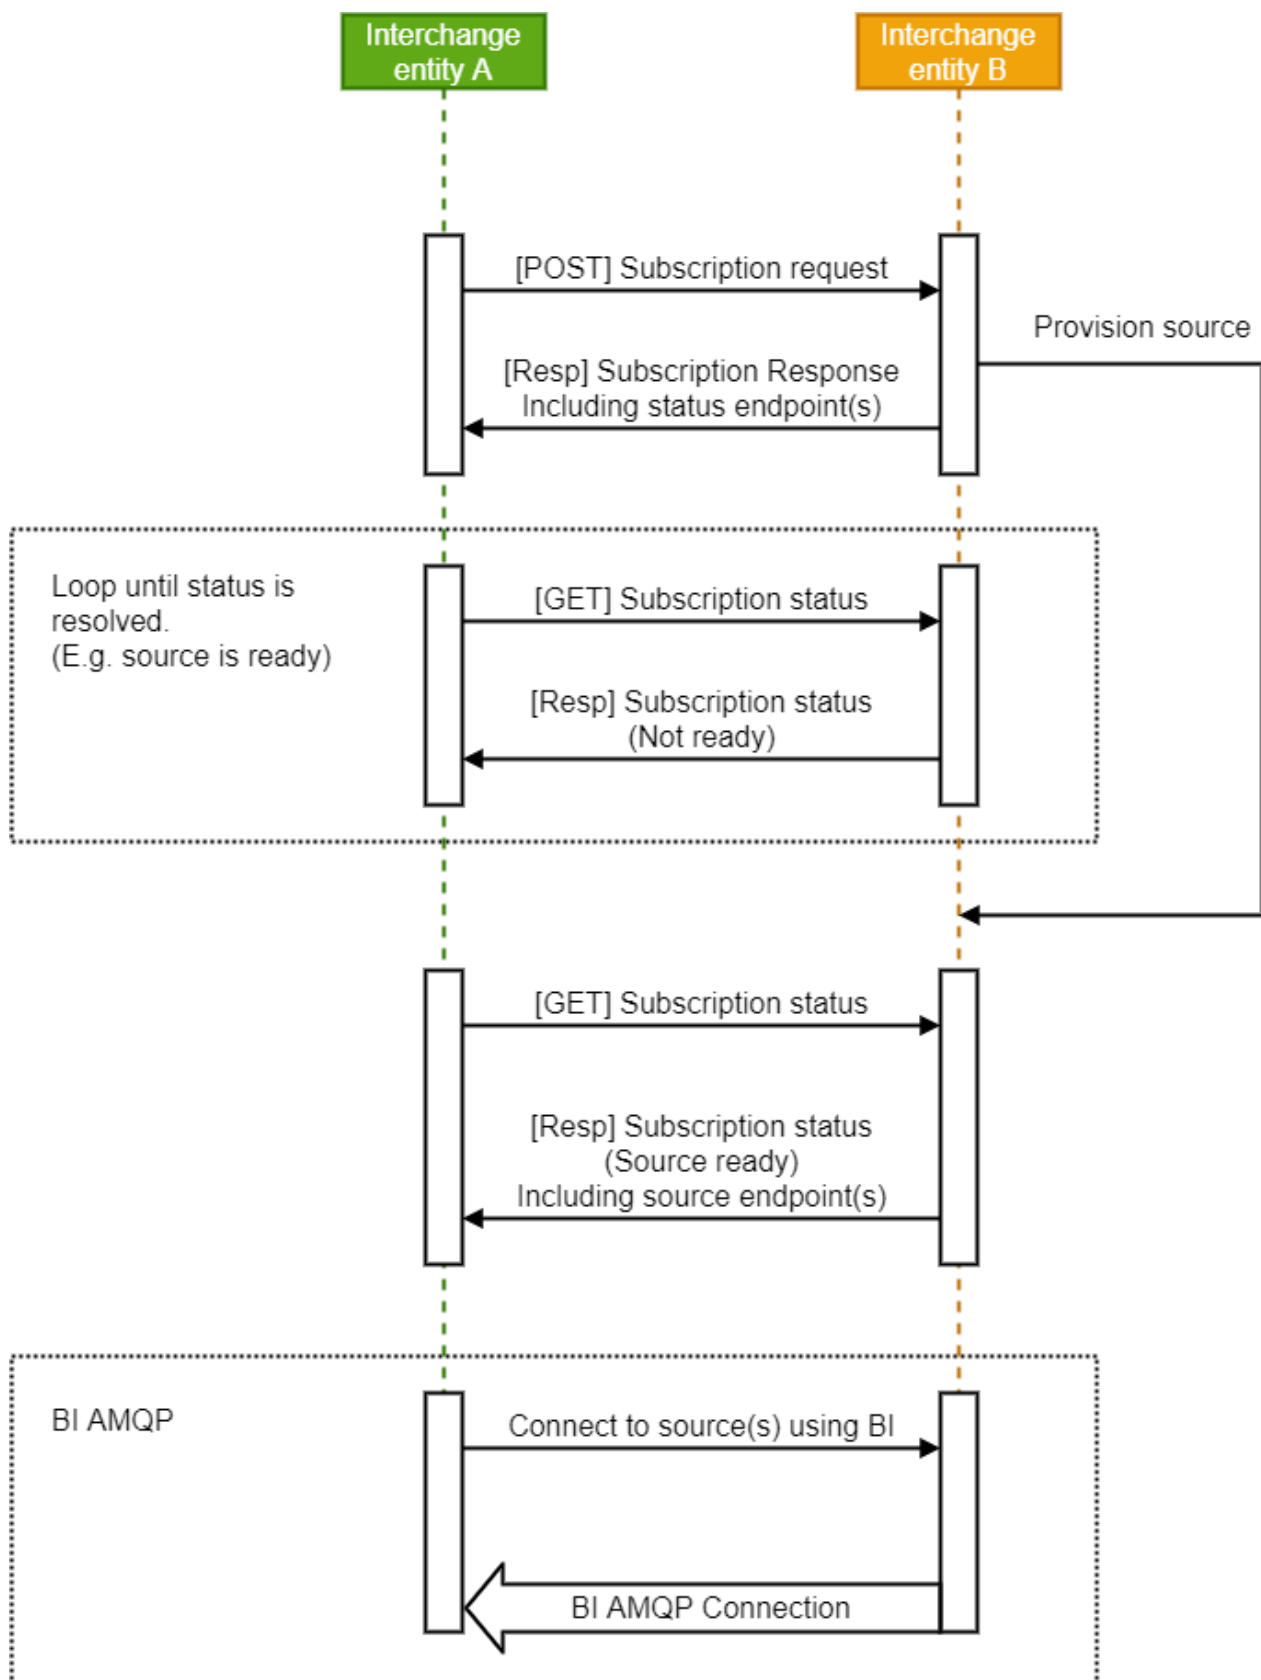 Interchange
entity A
Interchange
entity B
[POST] Subscription request
Provision source
[Resp] Subscription Response
Including status endpoint(s)
Loop until status is
resolved.
(E.g. source is ready)
[GET] Subscription status
[Resp] Subscription status
(Not ready)
[GET] Subscription status
[Resp] Subscription status
(Source ready)
Including source endpoint(s)
BI AMQP
Connect to source(s) using BI
BI AMQP Connection